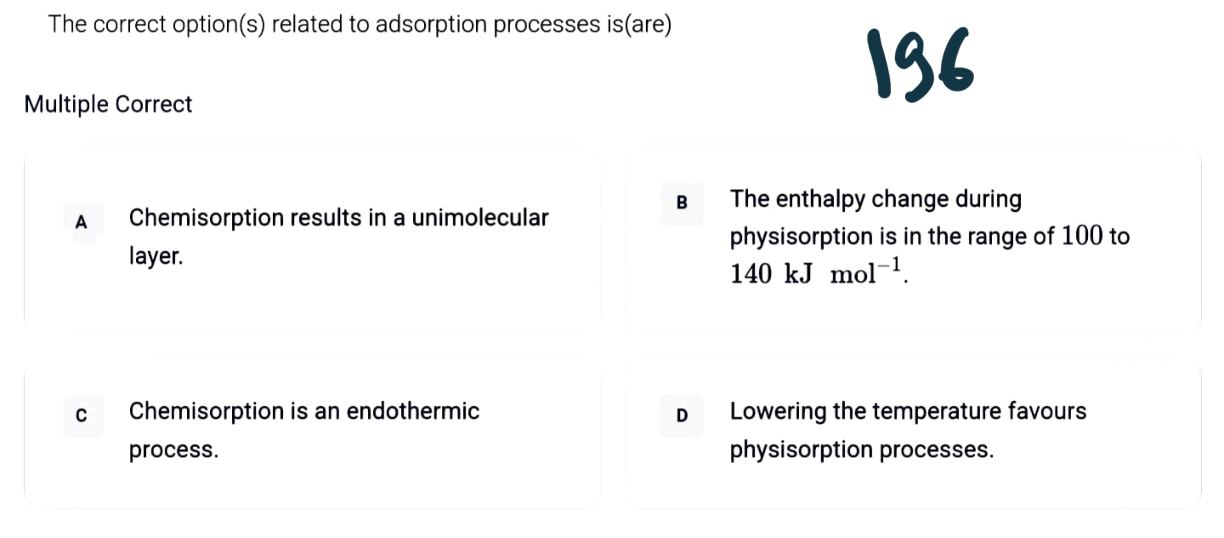 The correct option(s) related to adsorption processes is(are)
196
Multiple Correct
A Chemisorption results in a unimolecular
layer.
B The enthalpy change during
physisorption is in the range of 100 to
140 kJ mol⁻¹.
C Chemisorption is an endothermic
process.
D Lowering the temperature favours
physisorption processes.